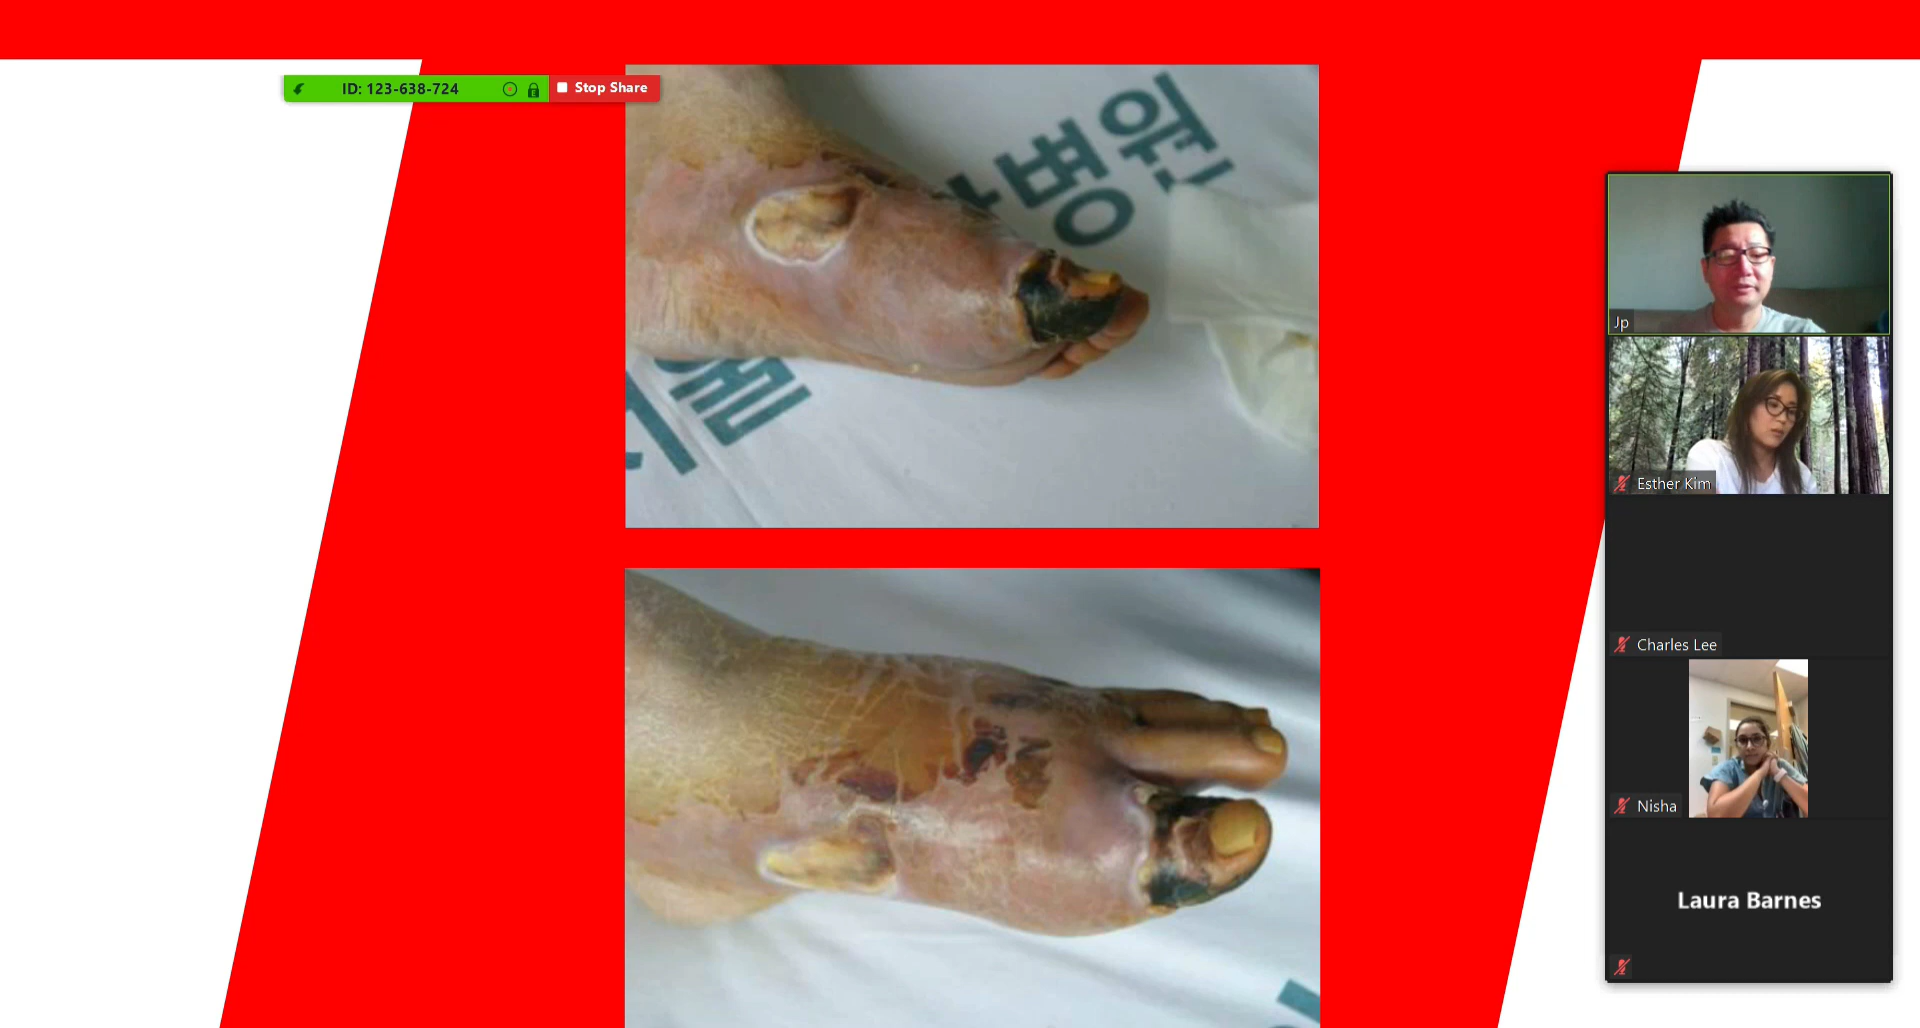 ID: 123-638-724
Stop Share
병원
Jp
Esther Kim
Charles Lee
Nisha
Laura Barnes